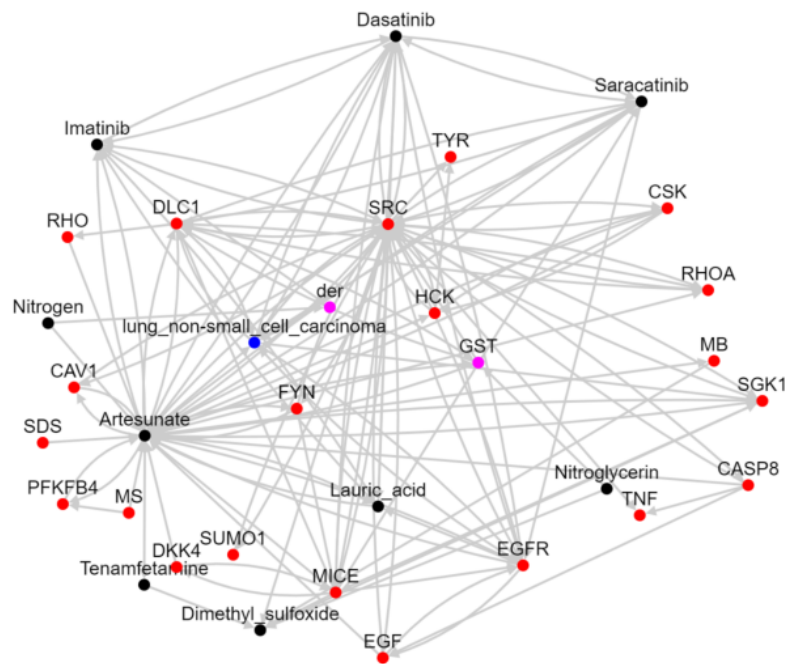 Dasatinib
Saracatinib
Imatinib
TYR
CSK
DLC1
SRC
RHO
RHOA
der
HCK
Nitrogen
lung_non-small_cell_carcinoma
GST
MB
CAV1
SGK1
FYN
Artesunate
SDS
Nitroglycerin
CASP8
PFKFB4
MS
Lauric_acid
TNF
SUMO1
DKK4
EGFR
Tenamfetamine
MICE
Dimethyl_sulfoxide
EGF